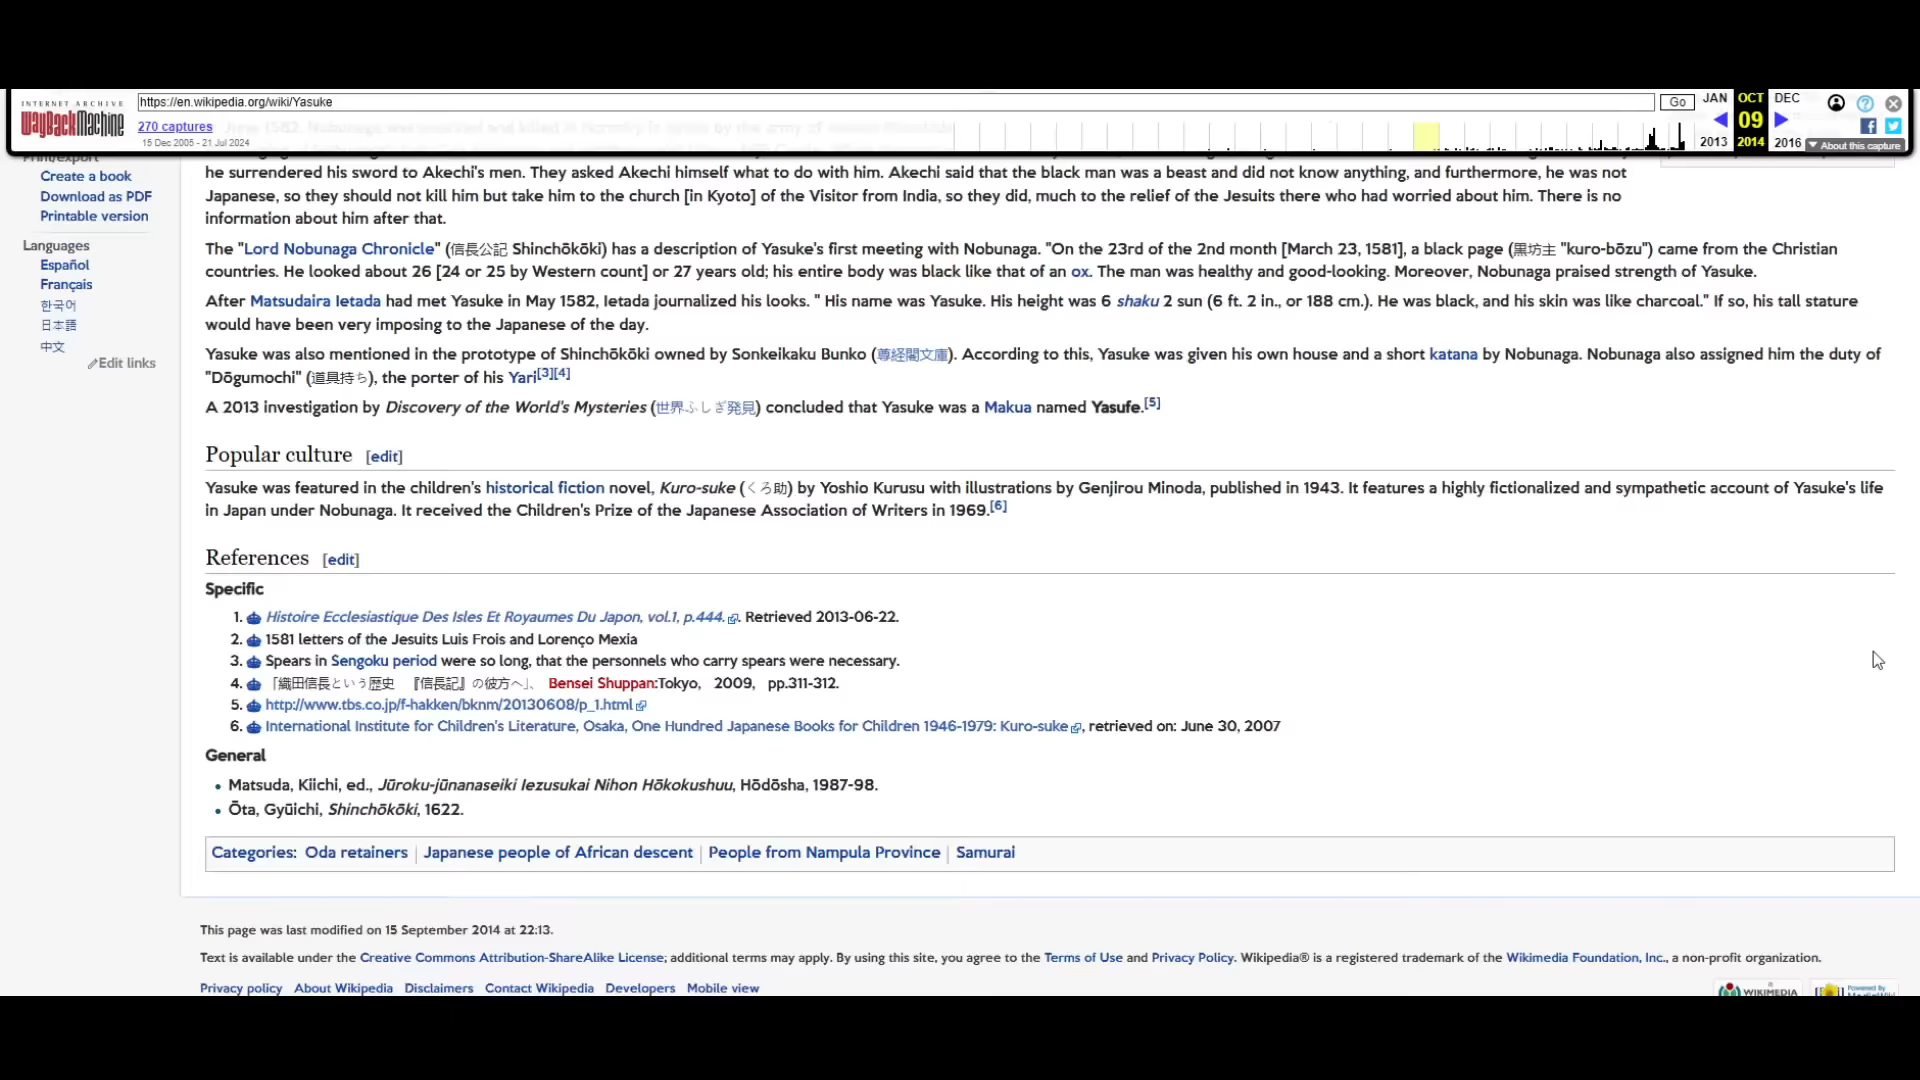 INTERNET ARCHIVE
WayBackMachine
https://en.wikipedia.org/wiki/Yasuke
Go
JAN
OCT
DEC
270 captures
09
15 Dec 2005 - 21 Jul 2024
2013
2014
2016
About this capture
Print/export
Create a book
Download as PDF
Printable version
Languages
Español
Français
한국어
日本語
中文
Edit links
he surrendered his sword to Akechi's men. They asked Akechi himself what to do with him. Akechi said that the black man was a beast and did not know anything, and furthermore, he was not
Japanese, so they should not kill him but take him to the church [in Kyoto] of the Visitor from India, so they did, much to the relief of the Jesuits there who had worried about him. There is no
information about him after that.
The "Lord Nobunaga Chronicle" (信長公記 Shinchōkōki) has a description of Yasuke's first meeting with Nobunaga. "On the 23rd of the 2nd month [March 23, 1581], a black page (黒坊主 "kuro-bōzu") came from the Christian
countries. He looked about 26 [24 or 25 by Western count] or 27 years old; his entire body was black like that of an ox. The man was healthy and good-looking. Moreover, Nobunaga praised strength of Yasuke.
After Matsudaira Ietada had met Yasuke in May 1582, Ietada journalized his looks. " His name was Yasuke. His height was 6 shaku 2 sun (6 ft. 2 in., or 188 cm.). He was black, and his skin was like charcoal." If so, his tall stature
would have been very imposing to the Japanese of the day.
Yasuke was also mentioned in the prototype of Shinchōkōki owned by Sonkeikaku Bunko (尊経閣文庫). According to this, Yasuke was given his own house and a short katana by Nobunaga. Nobunaga also assigned him the duty of
"Dōgumochi" (道具持ち), the porter of his Yari[3][4]
A 2013 investigation by Discovery of the World's Mysteries (世界ふしぎ発見) concluded that Yasuke was a Makua named Yasufe.[5]
Popular culture [edit]
Yasuke was featured in the children's historical fiction novel, Kuro-suke (くろ助) by Yoshio Kurusu with illustrations by Genjirou Minoda, published in 1943. It features a highly fictionalized and sympathetic account of Yasuke's life
in Japan under Nobunaga. It received the Children's Prize of the Japanese Association of Writers in 1969.[6]
References [edit]
Specific
1. Histoire Ecclesiastique Des Isles Et Royaumes Du Japon, vol.1, p.444. Retrieved 2013-06-22.
2. 1581 letters of the Jesuits Luis Frois and Lorenço Mexia
3. Spears in Sengoku period were so long, that the personnels who carry spears were necessary.
4. 「織田信長という歴史 『信長記』の彼方へ」、 Bensei Shuppan:Tokyo, 2009, pp.311-312.
5. http://www.tbs.co.jp/f-hakken/bknm/20130608/p_1.html
6. International Institute for Children's Literature, Osaka, One Hundred Japanese Books for Children 1946-1979: Kuro-suke, retrieved on: June 30, 2007
General
• Matsuda, Kiichi, ed., Jūroku-jūnanaseiki Iezusukai Nihon Hōkokushuu, Hōdōsha, 1987-98.
• Ōta, Gyūichi, Shinchōkōki, 1622.
Categories: Oda retainers | Japanese people of African descent | People from Nampula Province | Samurai
This page was last modified on 15 September 2014 at 22:13.
Text is available under the Creative Commons Attribution-ShareAlike License; additional terms may apply. By using this site, you agree to the Terms of Use and Privacy Policy. Wikipedia® is a registered trademark of the Wikimedia Foundation, Inc., a non-profit organization.
Privacy policy About Wikipedia Disclaimers Contact Wikipedia Developers Mobile view
WIKIMEDIA
Powered By